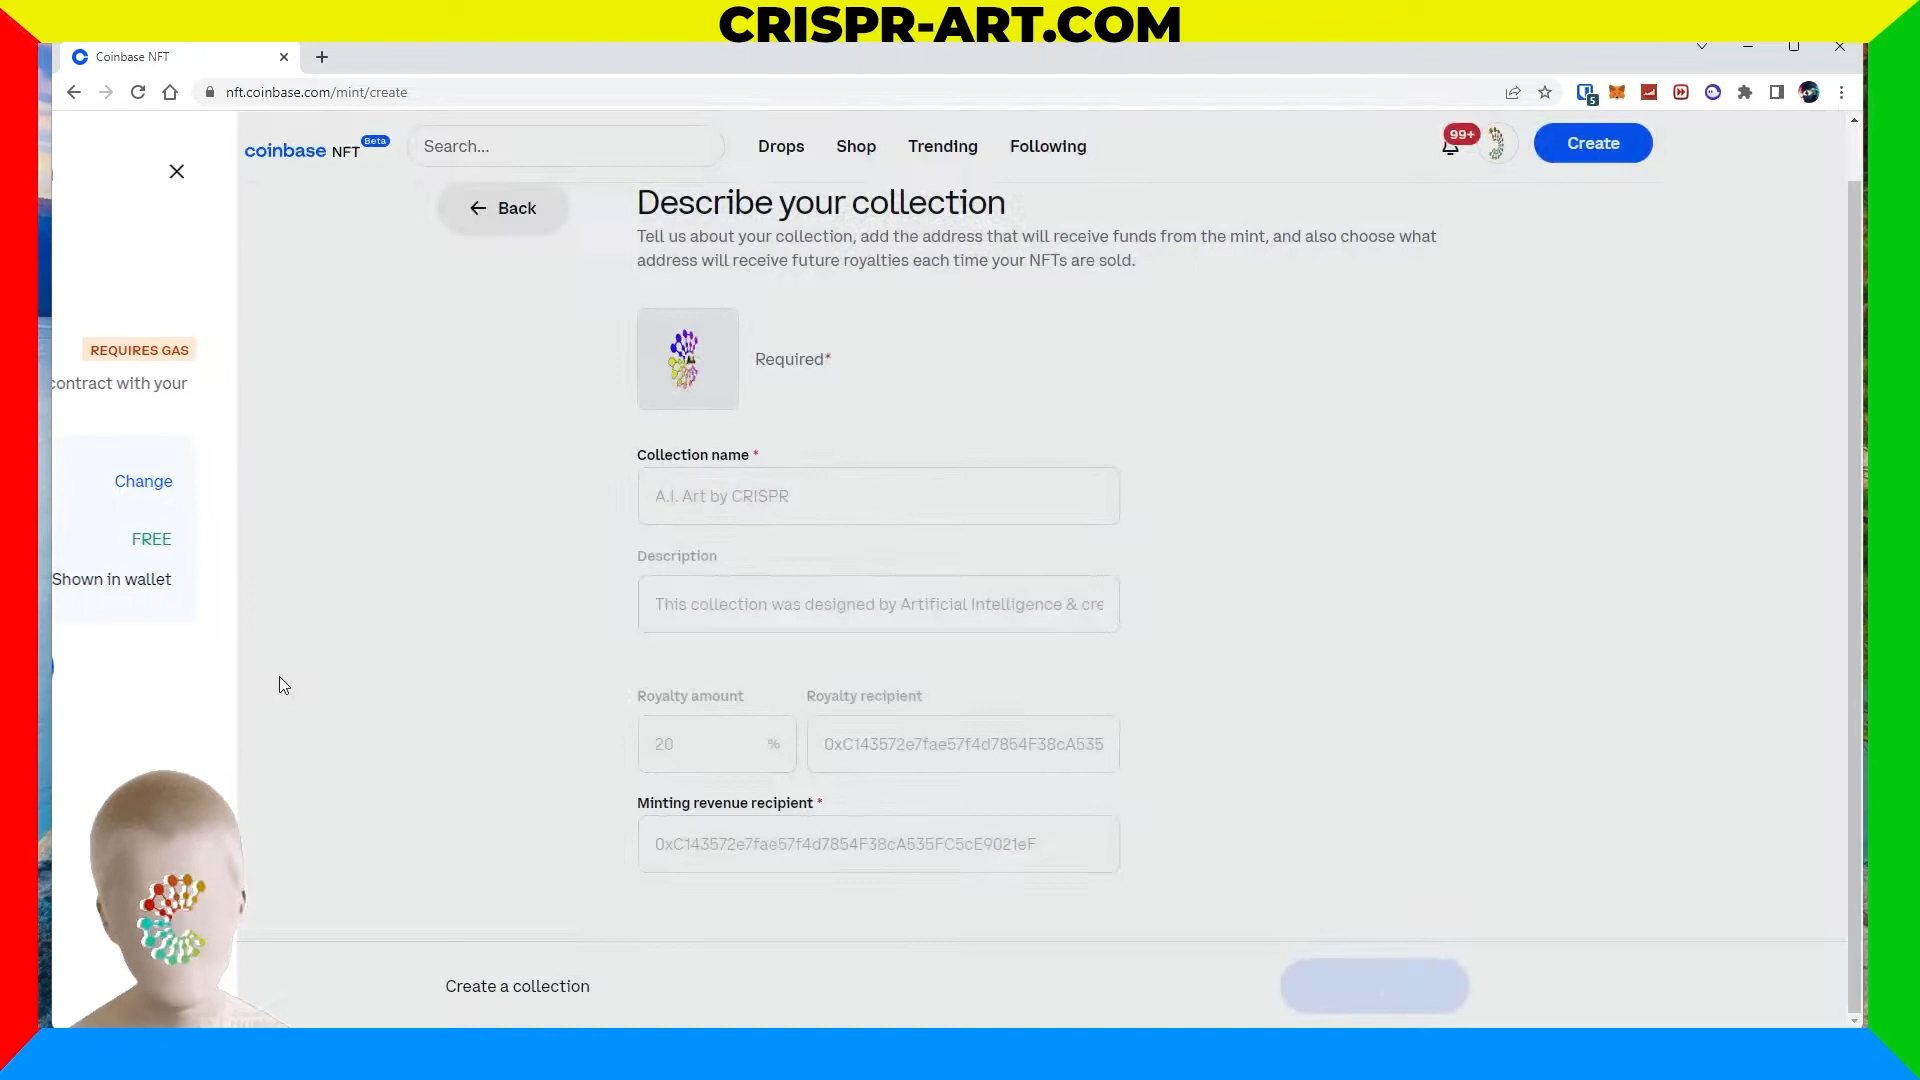 CRISPR-ART.COM
Coinbase NFT
nft.coinbase.com/mint/create
5
coinbase NFT Beta
Search...
Drops
Shop
Trending
Following
99+
Create
Back
Describe your collection
Tell us about your collection, add the address that will receive funds from the mint, and also choose what
address will receive future royalties each time your NFTs are sold.
REQUIRES GAS
contract with your
Required*
Collection name *
A.I. Art by CRISPR
Change
FREE
Shown in wallet
Description
This collection was designed by Artificial Intelligence & cre
Royalty amount
Royalty recipient
20 %
0xC143572e7fae57f4d7854F38cA535
Minting revenue recipient *
0xC143572e7fae57f4d7854F38cA535FC5cE9021eF
Create a collection